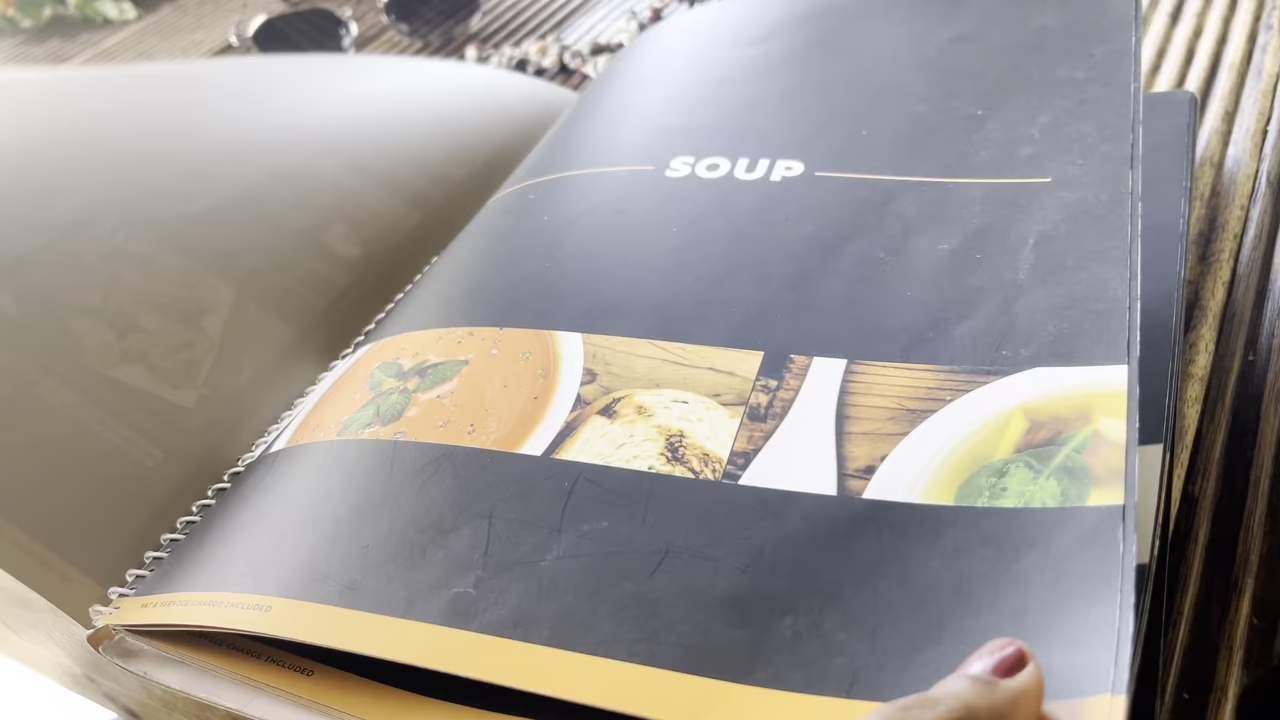 SOUP
VAT & SERVICE CHARGE INCLUDED
SERVICE CHARGE INCLUDED